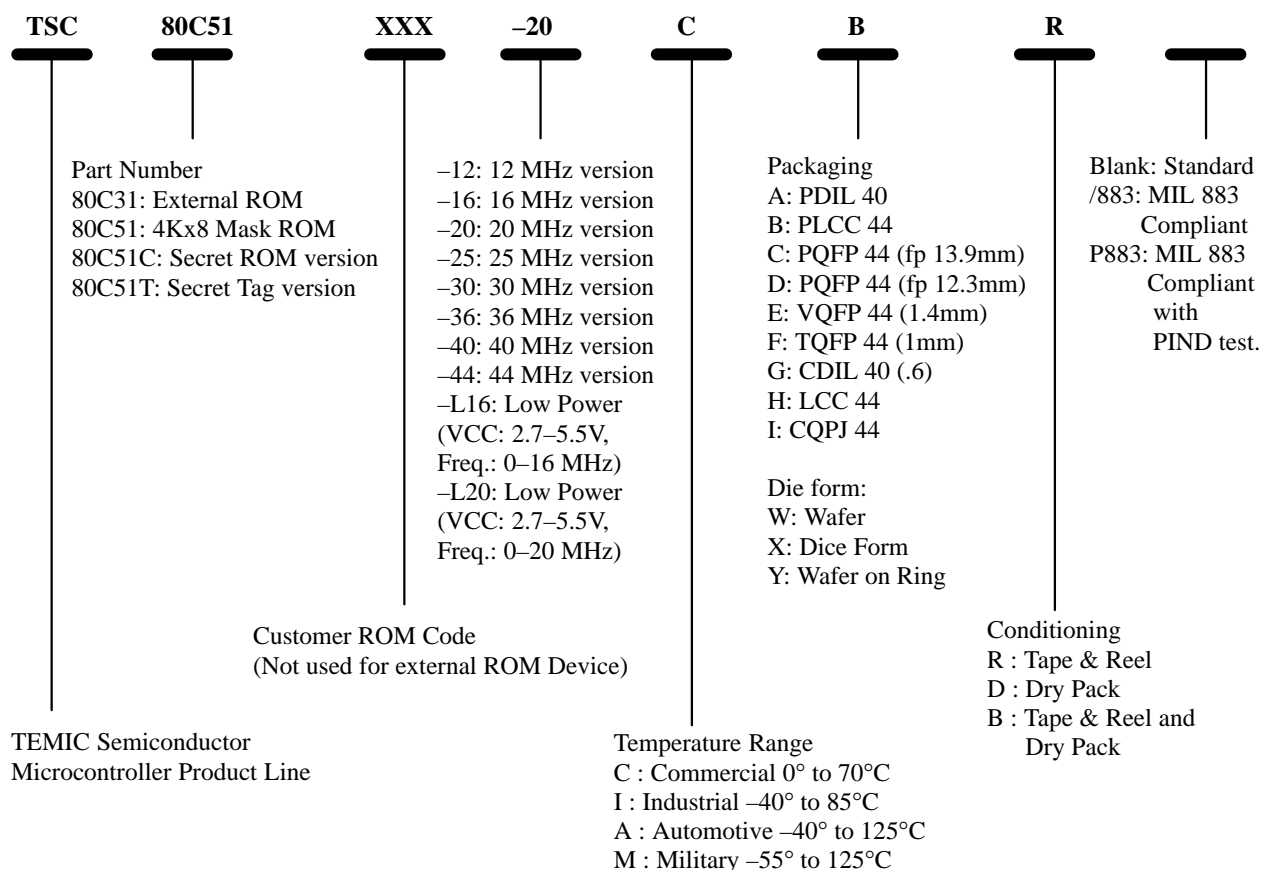 TSC 80C51 XXX –20 C B R
Part Number
80C31: External ROM
80C51: 4Kx8 Mask ROM
80C51C: Secret ROM version
80C51T: Secret Tag version
–12: 12 MHz version
–16: 16 MHz version
–20: 20 MHz version
–25: 25 MHz version
–30: 30 MHz version
–36: 36 MHz version
–40: 40 MHz version
–44: 44 MHz version
–L16: Low Power
(VCC: 2.7–5.5V,
Freq.: 0–16 MHz)
–L20: Low Power
(VCC: 2.7–5.5V,
Freq.: 0–20 MHz)
Packaging
A: PDIL 40
B: PLCC 44
C: PQFP 44 (fp 13.9mm)
D: PQFP 44 (fp 12.3mm)
E: VQFP 44 (1.4mm)
F: TQFP 44 (1mm)
G: CDIL 40 (.6)
H: LCC 44
I: CQPJ 44
Die form:
W: Wafer
X: Dice Form
Y: Wafer on Ring
Blank: Standard
/883: MIL 883
Compliant
P883: MIL 883
Compliant
with
PIND test.
Customer ROM Code
(Not used for external ROM Device)
Conditioning
R : Tape & Reel
D : Dry Pack
B : Tape & Reel and
Dry Pack
TEMIC Semiconductor
Microcontroller Product Line
Temperature Range
C : Commercial 0° to 70°C
I : Industrial –40° to 85°C
A : Automotive –40° to 125°C
M : Military –55° to 125°C